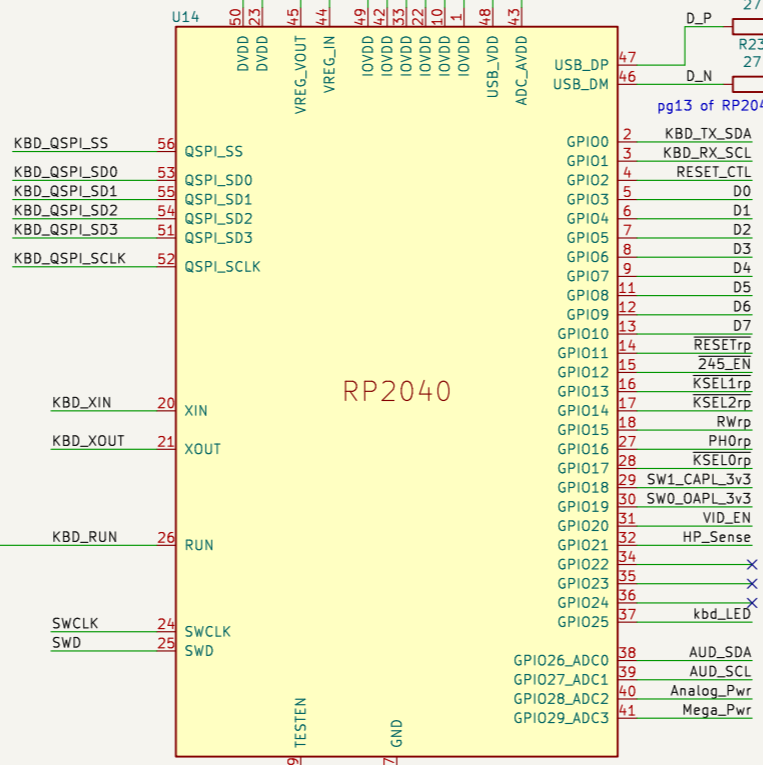 27
U14
50 23 45 44 49 42 33 22 10 1 48 43
D_P
R23
DVDD DVDD VREG_VOUT VREG_IN IOVDD IOVDD IOVDD IOVDD IOVDD IOVDD USB_VDD ADC_AVDD
USB_DP 47
27
USB_DM 46 D_N
pg13 of RP204
KBD_QSPI_SS 56 QSPI_SS
KBD_QSPI_SD0 53 QSPI_SD0
KBD_QSPI_SD1 55 QSPI_SD1
KBD_QSPI_SD2 54 QSPI_SD2
KBD_QSPI_SD3 51 QSPI_SD3
KBD_QSPI_SCLK 52 QSPI_SCLK
KBD_XIN 20 XIN
KBD_XOUT 21 XOUT
KBD_RUN 26 RUN
SWCLK 24 SWCLK
SWD 25 SWD
RP2040
GPIO0 2 KBD_TX_SDA
GPIO1 3 KBD_RX_SCL
GPIO2 4 RESET_CTL
GPIO3 5 D0
GPIO4 6 D1
GPIO5 7 D2
GPIO6 8 D3
GPIO7 9 D4
GPIO8 11 D5
GPIO9 12 D6
GPIO10 13 D7
GPIO11 14 RESETrp
GPIO12 15 245_EN
GPIO13 16 KSEL1rp
GPIO14 17 KSEL2rp
GPIO15 18 RWrp
GPIO16 27 PH0rp
GPIO17 28 KSEL0rp
GPIO18 29 SW1_CAPL_3v3
GPIO19 30 SW0_OAPL_3v3
GPIO20 31 VID_EN
GPIO21 32 HP_Sense
GPIO22 34
GPIO23 35
GPIO24 36
GPIO25 37 kbd_LED
GPIO26_ADC0 38 AUD_SDA
GPIO27_ADC1 39 AUD_SCL
GPIO28_ADC2 40 Analog_Pwr
GPIO29_ADC3 41 Mega_Pwr
TESTEN GND